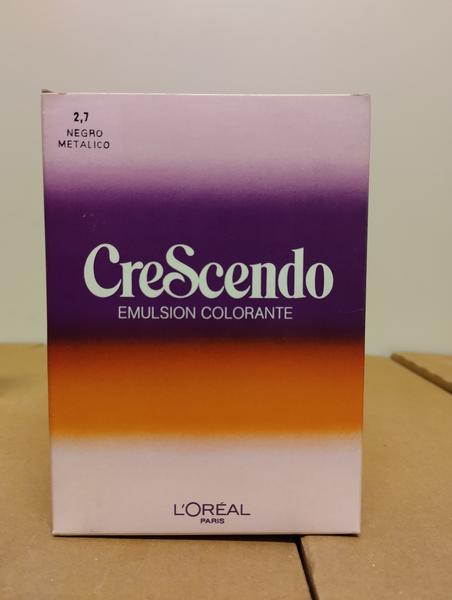 2,7
NEGRO
METALICO
CreScendo
EMULSION COLORANTE
L'ORÉAL
PARIS